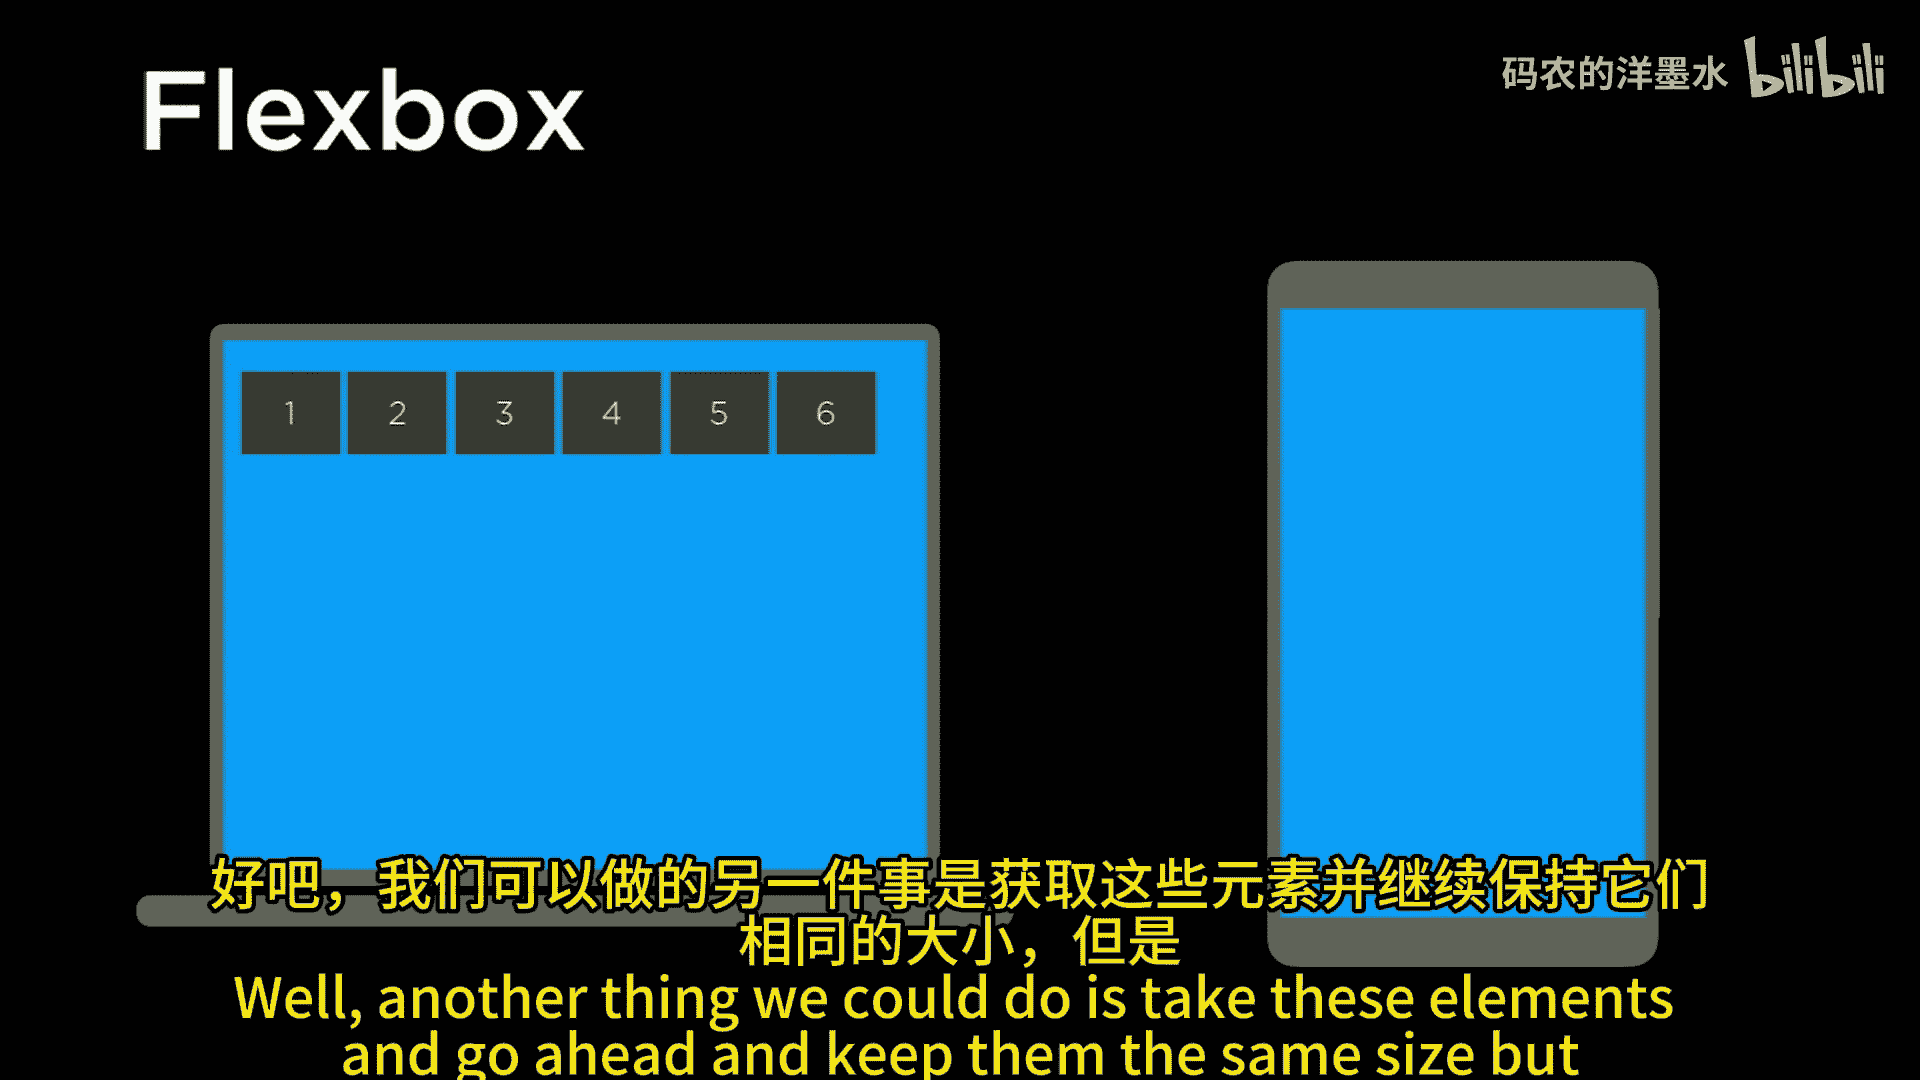 Flexbox
码农的洋墨水 bilibili
1 2 3 4 5 6
好吧，我们可以做的另一件事是获取这些元素并继续保持它们
相同的大小，但是
Well, another thing we could do is take these elements
and go ahead and keep them the same size but